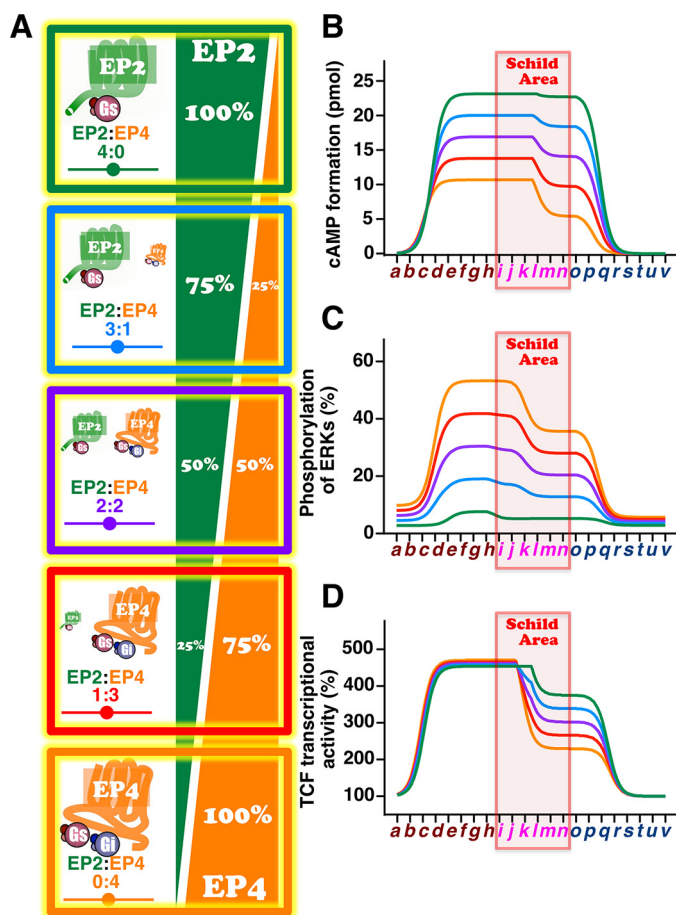 A
EP2
Gs
EP2:EP4
4:0
EP2
100%
EP2
Gs
EP4
EP2:EP4
3:1
75%
25%
EP2
Gs
EP4
Gs
Gi
EP2:EP4
2:2
50%
50%
EP2
EP4
Gs
Gi
EP2:EP4
1:3
25%
75%
EP4
Gs
Gi
EP2:EP4
0:4
100%
EP4
B
Schild
Area
cAMP formation (pmol)
25
20
15
10
5
0
a b c d e f g h i j k l m n o p q r s t u v
C
Schild
Area
Phosphorylation
of ERKs (%)
60
40
20
0
a b c d e f g h i j k l m n o p q r s t u v
D
Schild
Area
TCF transcriptional
activity (%)
500
400
300
200
100
a b c d e f g h i j k l m n o p q r s t u v